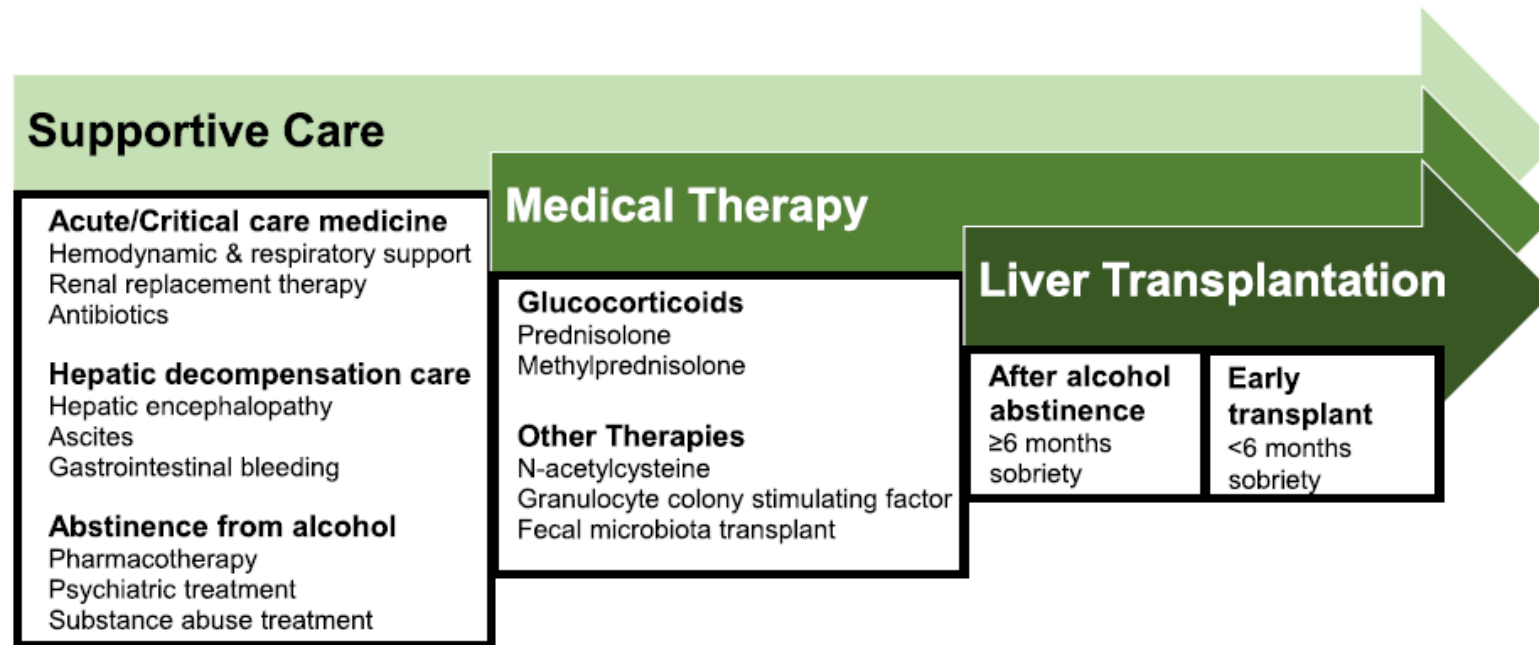 Supportive Care
Acute/Critical care medicine
Hemodynamic & respiratory support
Renal replacement therapy
Antibiotics
Hepatic decompensation care
Hepatic encephalopathy
Ascites
Gastrointestinal bleeding
Abstinence from alcohol
Pharmacotherapy
Psychiatric treatment
Substance abuse treatment
Medical Therapy
Glucocorticoids
Prednisolone
Methylprednisolone
Other Therapies
N-acetylcysteine
Granulocyte colony stimulating factor
Fecal microbiota transplant
Liver Transplantation
After alcohol
abstinence
≥6 months
sobriety
Early
transplant
<6 months
sobriety